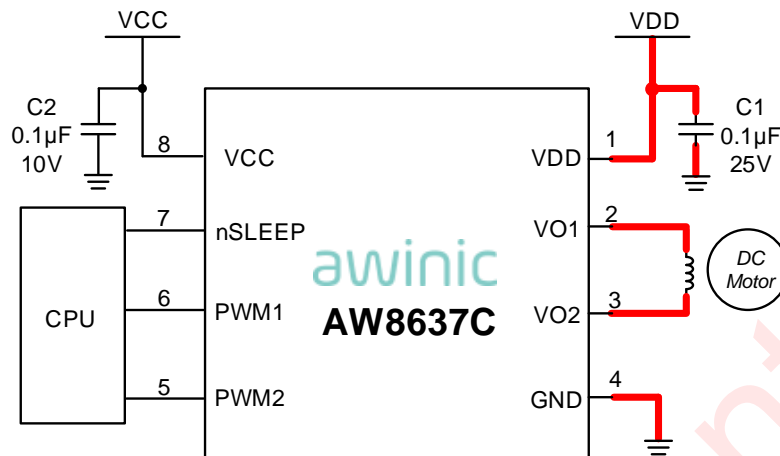 VCC
VDD
C2
0.1µF
10V
8
VCC
1
VDD
C1
0.1µF
25V
7
nSLEEP
2
VO1
awinic
DC
Motor
CPU
6
PWM1
AW8637C
3
VO2
5
PWM2
4
GND